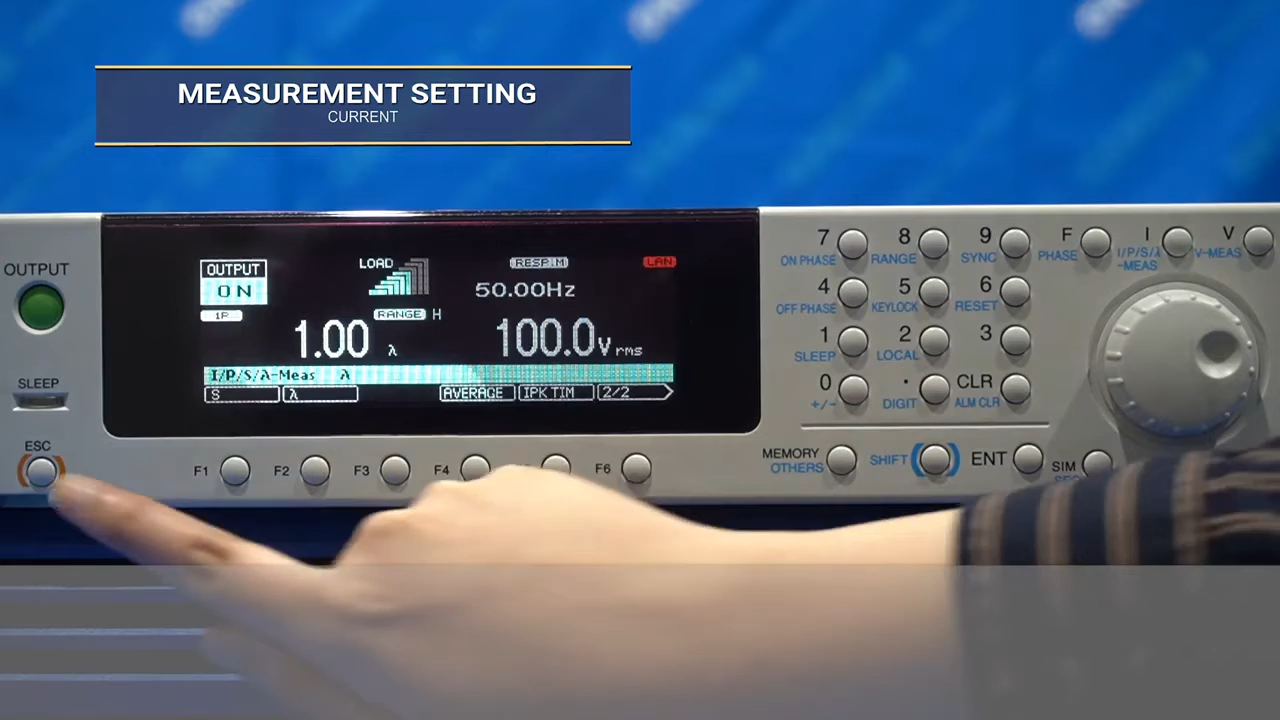 MEASUREMENT SETTING
CURRENT
OUTPUT
SLEEP
ESC
OUTPUT
ON
LOAD
RESP.M
LAN
50.00Hz
1P
RANGE H
1.00 λ
100.0V rms
I/P/S/λ-Meas λ
S λ AVERAGE IPK TIM 2/2
F1 F2 F3 F4 F6
7 8 9 F I V
ON PHASE RANGE SYNC PHASE I/P/S/λ -MEAS V-MEAS
4 5 6
OFF PHASE KEYLOCK RESET
1 2 3
SLEEP LOCAL
0 . CLR
+/- DIGIT ALM CLR
MEMORY SHIFT ENT SIM
OTHERS